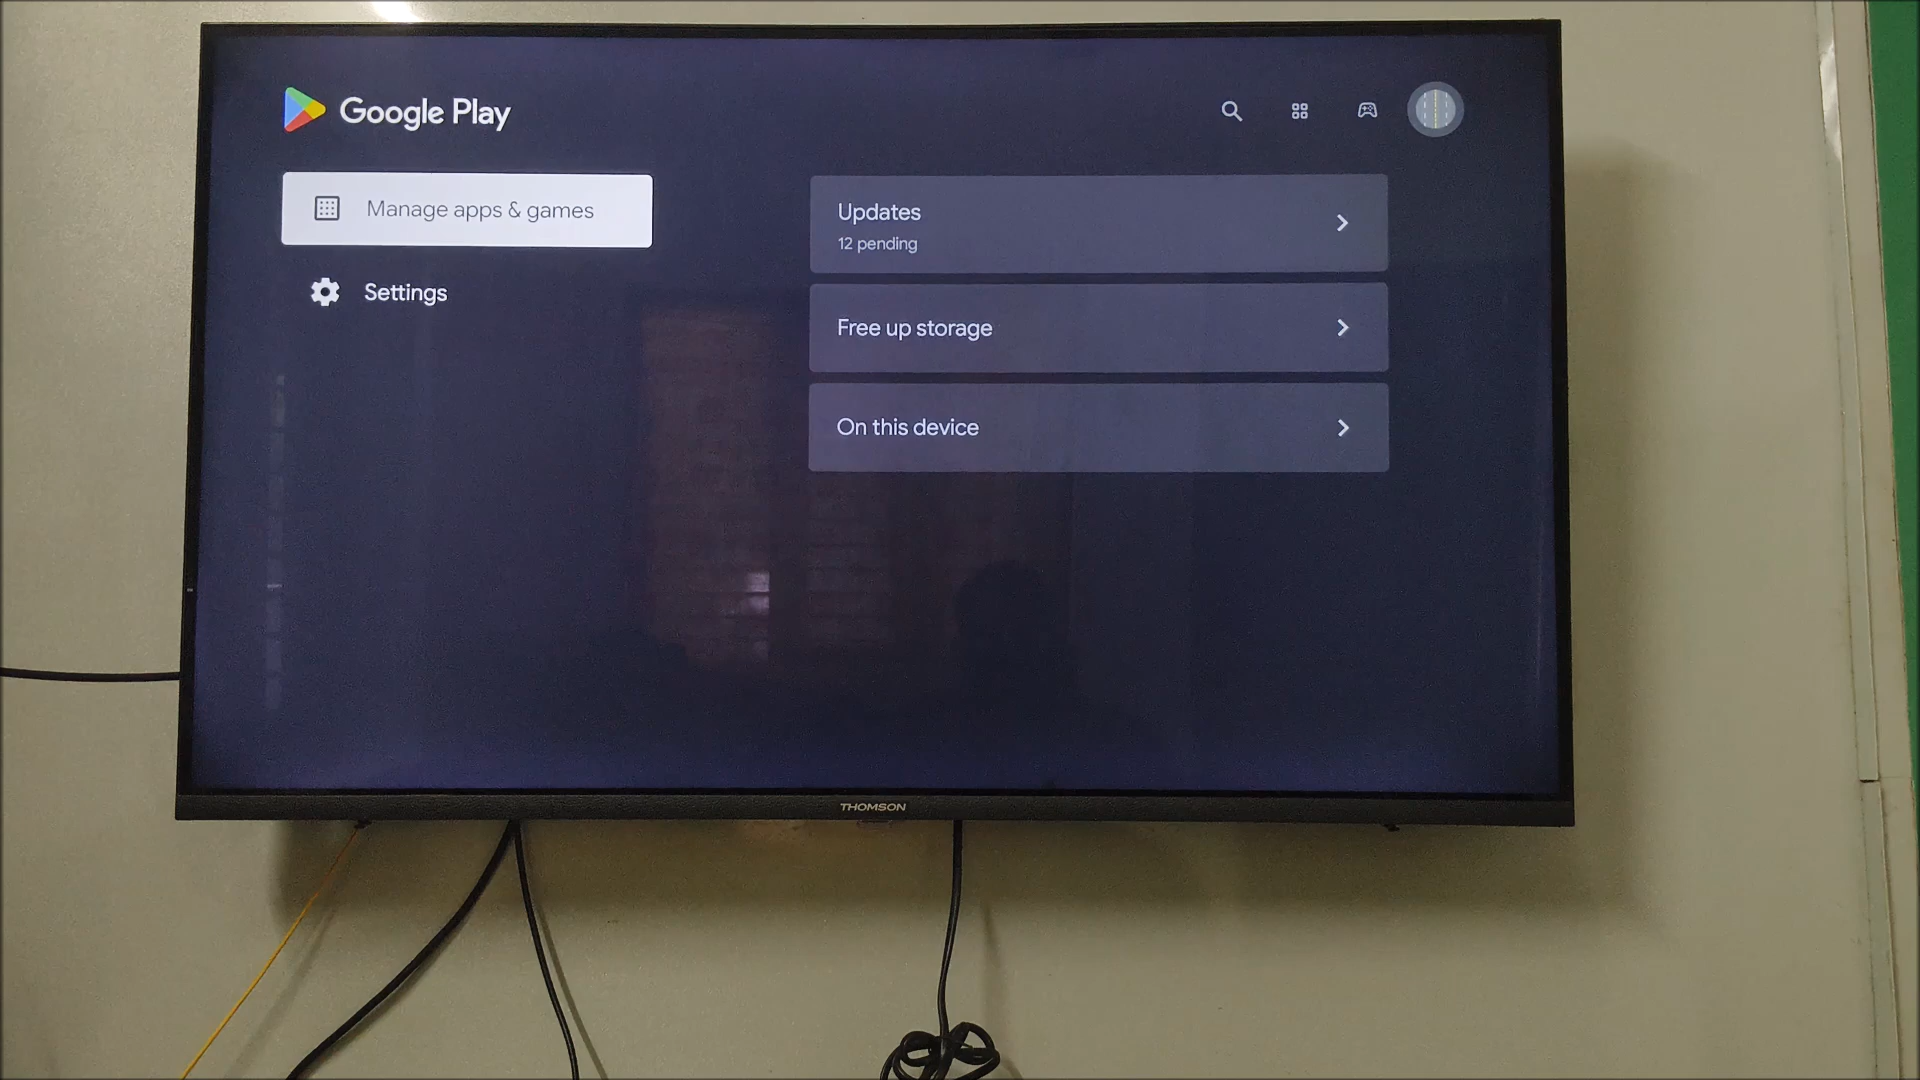 Google Play
Manage apps & games
Settings
Updates
12 pending
Free up storage
On this device
THOMSON